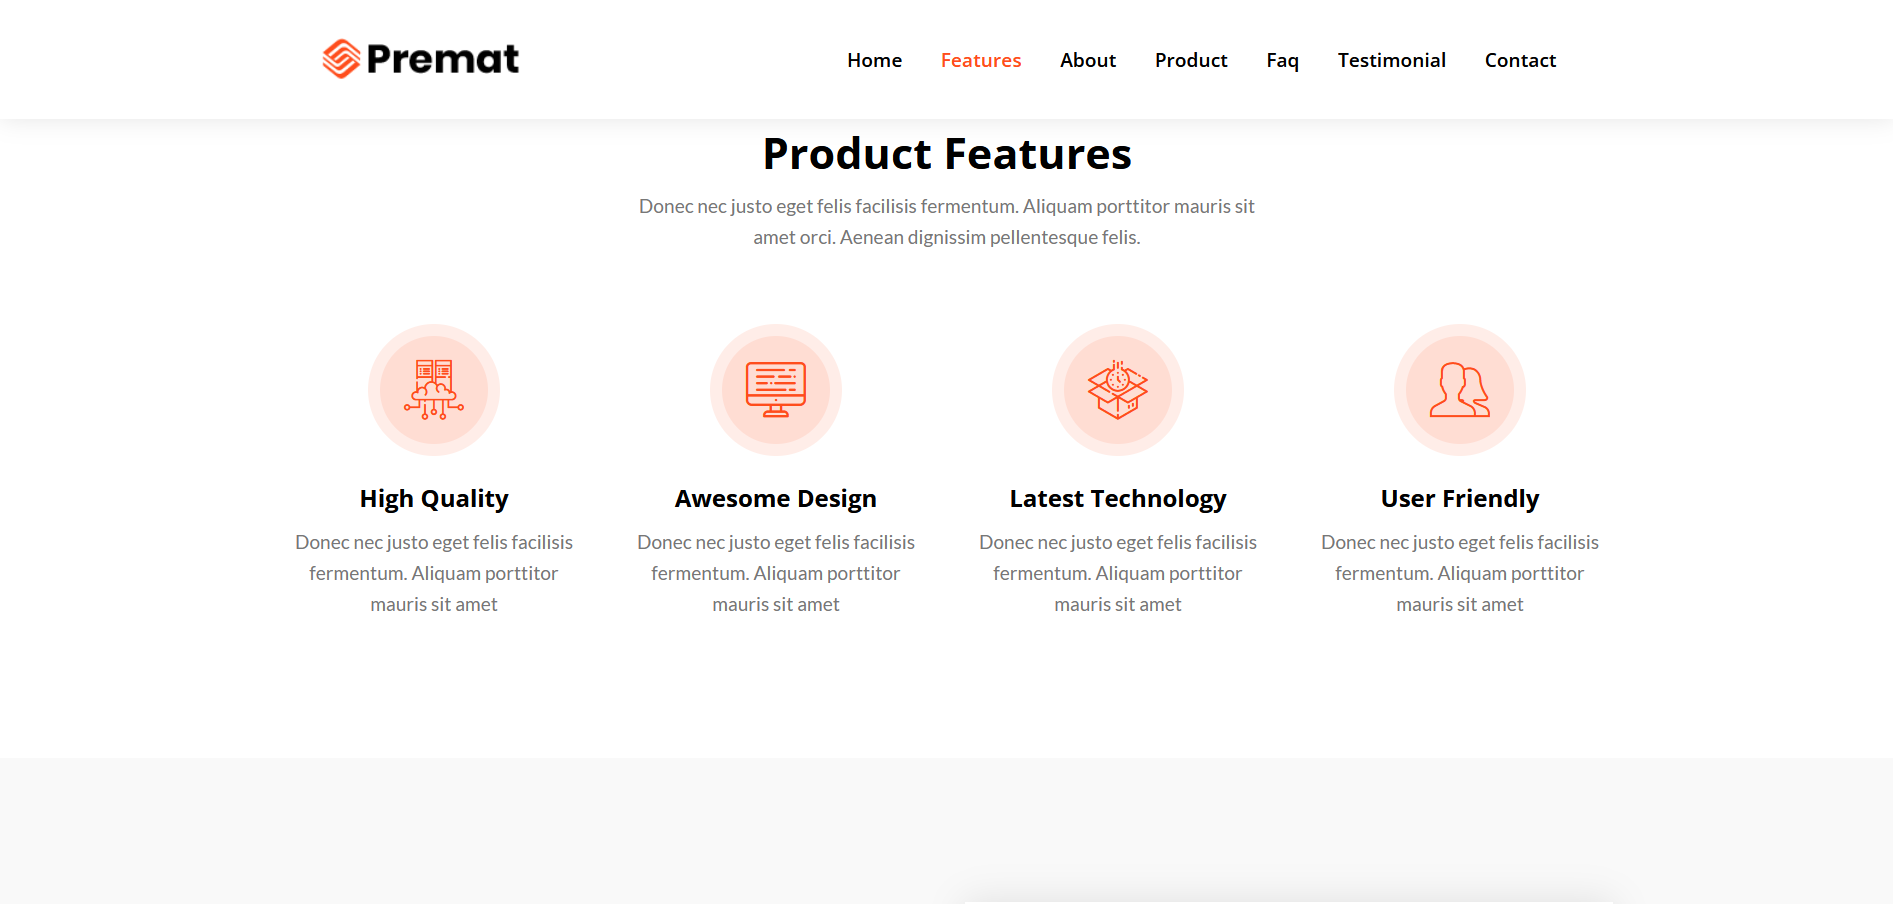 Premat
Home Features About Product Faq Testimonial Contact
Product Features
Donec nec justo eget felis facilisis fermentum. Aliquam porttitor mauris sit
amet orci. Aenean dignissim pellentesque felis.
High Quality
Donec nec justo eget felis facilisis
fermentum. Aliquam porttitor
mauris sit amet
Awesome Design
Donec nec justo eget felis facilisis
fermentum. Aliquam porttitor
mauris sit amet
Latest Technology
Donec nec justo eget felis facilisis
fermentum. Aliquam porttitor
mauris sit amet
User Friendly
Donec nec justo eget felis facilisis
fermentum. Aliquam porttitor
mauris sit amet